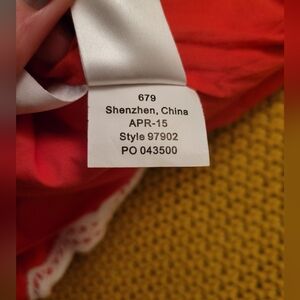 679
Shenzhen, China
APR-15
Style 97902
PO 043500